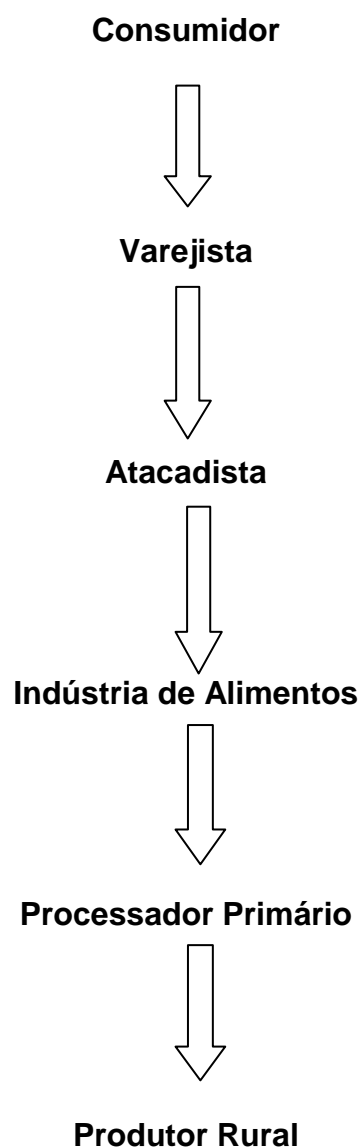 Consumidor
Varejista
Atacadista
Indústria de Alimentos
Processador Primário
Produtor Rural